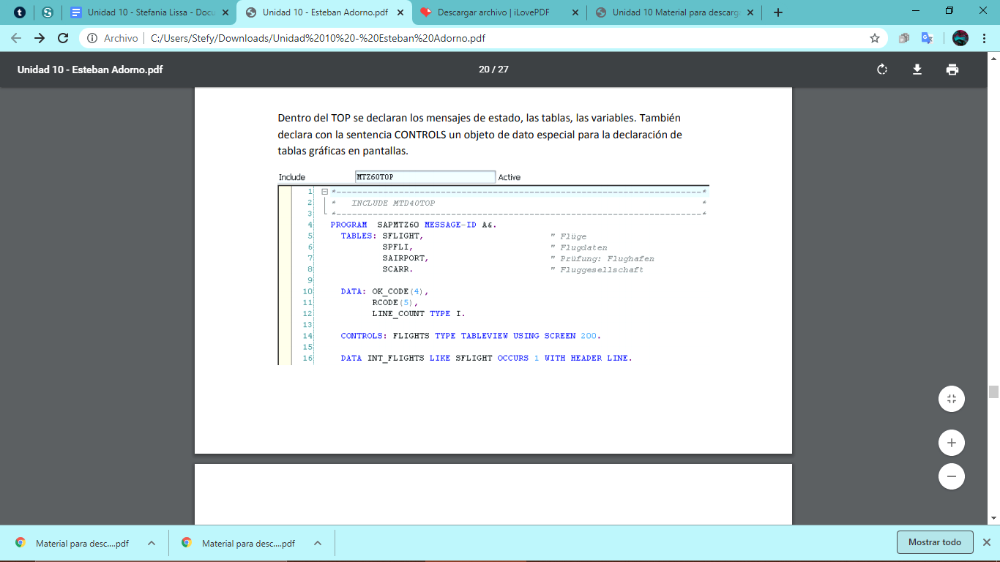 Unidad 10 - Stefania Lissa - Docu
Unidad 10 - Esteban Adorno.pdf
Descargar archivo | iLovePDF
Unidad 10 Material para descarg
Archivo
C:/Users/Stefy/Downloads/Unidad%2010%20-%20Esteban%20Adorno.pdf
Unidad 10 - Esteban Adorno.pdf
20 / 27
Dentro del TOP se declaran los mensajes de estado, las tablas, las variables. También
declara con la sentencia CONTROLS un objeto de dato especial para la declaración de
tablas gráficas en pantallas.
Include MTZ60TOP Active
1 *----------------------------------------------------------------------*
2 * INCLUDE MTD40TOP *
3 *----------------------------------------------------------------------*
4 PROGRAM SAPMTZ60 MESSAGE-ID A&.
5 TABLES: SFLIGHT, " Flüge
6 SPFLI, " Flugdaten
7 SAIRPORT, " Prüfung: Flughafen
8 SCARR. " Fluggesellschaft
9
10 DATA: OK_CODE(4),
11 RCODE(5),
12 LINE_COUNT TYPE I.
13
14 CONTROLS: FLIGHTS TYPE TABLEVIEW USING SCREEN 200.
15
16 DATA INT_FLIGHTS LIKE SFLIGHT OCCURS 1 WITH HEADER LINE.
Material para desc....pdf
Material para desc....pdf
Mostrar todo